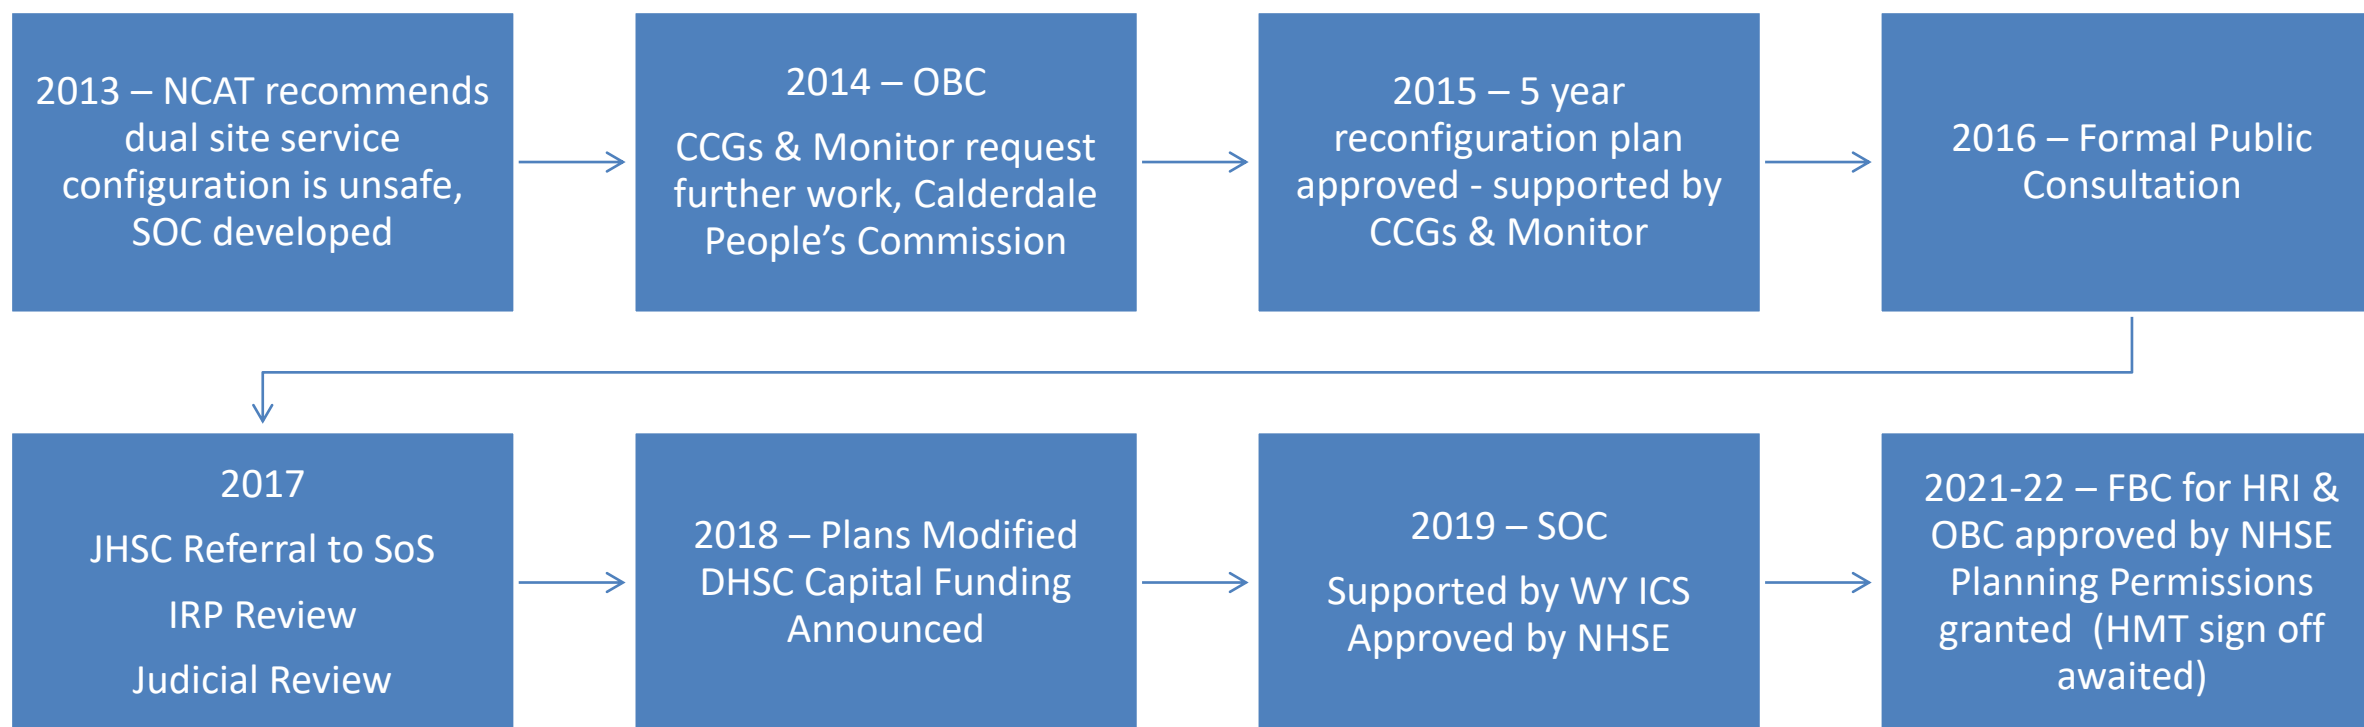 2013 – NCAT recommends
dual site service
configuration is unsafe,
SOC developed
2014 – OBC
CCGs & Monitor request
further work, Calderdale
People’s Commission
2015 – 5 year
reconfiguration plan
approved - supported by
CCGs & Monitor
2016 – Formal Public
Consultation
2017
JHSC Referral to SoS
IRP Review
Judicial Review
2018 – Plans Modified
DHSC Capital Funding
Announced
2019 – SOC
Supported by WY ICS
Approved by NHSE
2021-22 – FBC for HRI &
OBC approved by NHSE
Planning Permissions
granted  (HMT sign off
awaited)